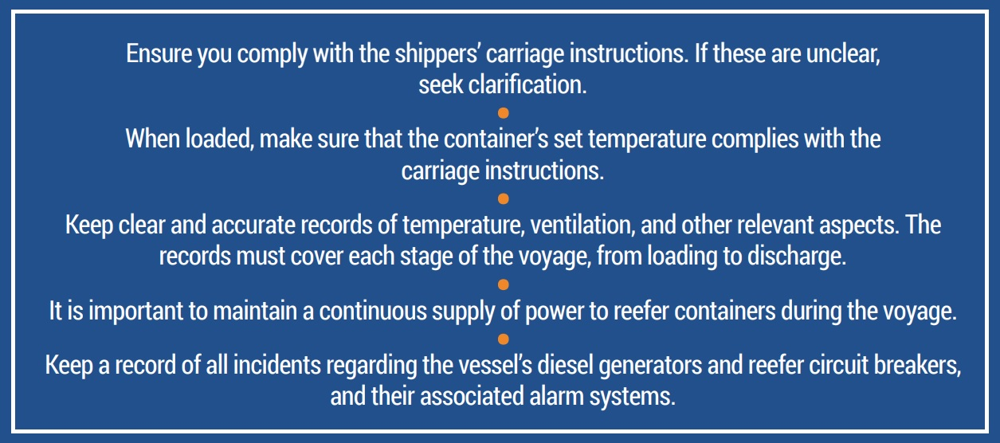 Ensure you comply with the shippers’ carriage instructions. If these are unclear,
seek clarification.
When loaded, make sure that the container’s set temperature complies with the
carriage instructions.
Keep clear and accurate records of temperature, ventilation, and other relevant aspects. The
records must cover each stage of the voyage, from loading to discharge.
It is important to maintain a continuous supply of power to reefer containers during the voyage.
Keep a record of all incidents regarding the vessel’s diesel generators and reefer circuit breakers,
and their associated alarm systems.